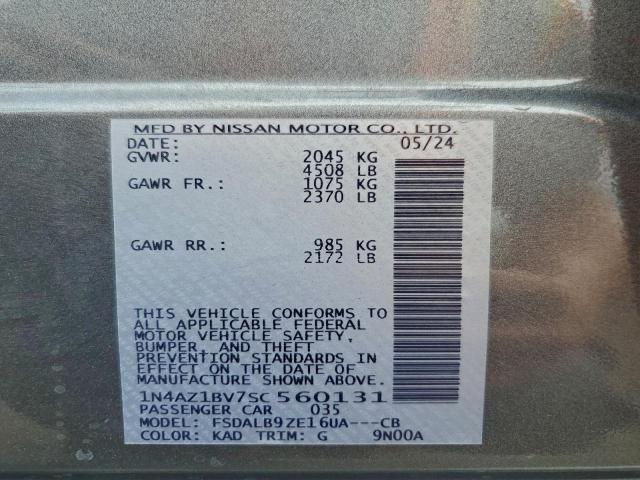 MFD BY NISSAN MOTOR CO., LTD.
DATE: 05/24
GVWR: 2045 KG
4508 LB
GAWR FR.: 1075 KG
2370 LB
GAWR RR.: 985 KG
2172 LB
THIS VEHICLE CONFORMS TO
ALL APPLICABLE FEDERAL
MOTOR VEHICLE SAFETY,
BUMPER, AND THEFT
PREVENTION STANDARDS IN
EFFECT ON THE DATE OF
MANUFACTURE SHOWN ABOVE.
1N4AZ1BV7SC560131
PASSENGER CAR 035
MODEL: FSDALB9ZE16UA---CB
COLOR: KAD TRIM: G 9N00A